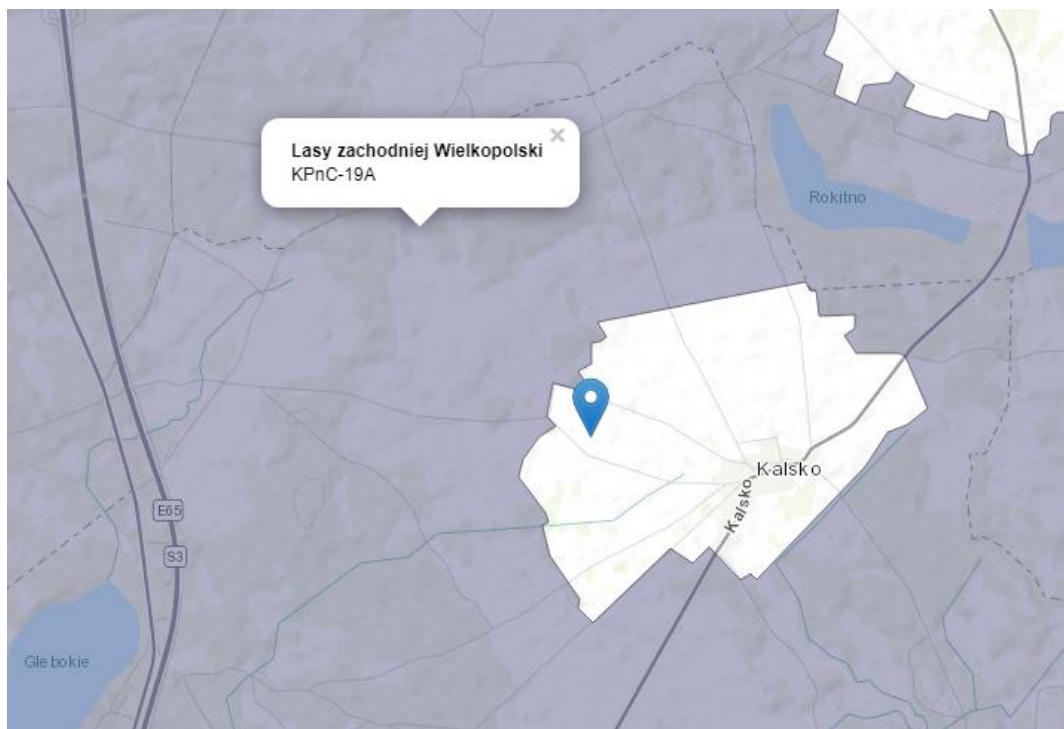 Lasy zachodniej Wielkopolski
×
KPnC-19A
Rokitno
Kalsko
Kalsko
E65
S3
Glebokie